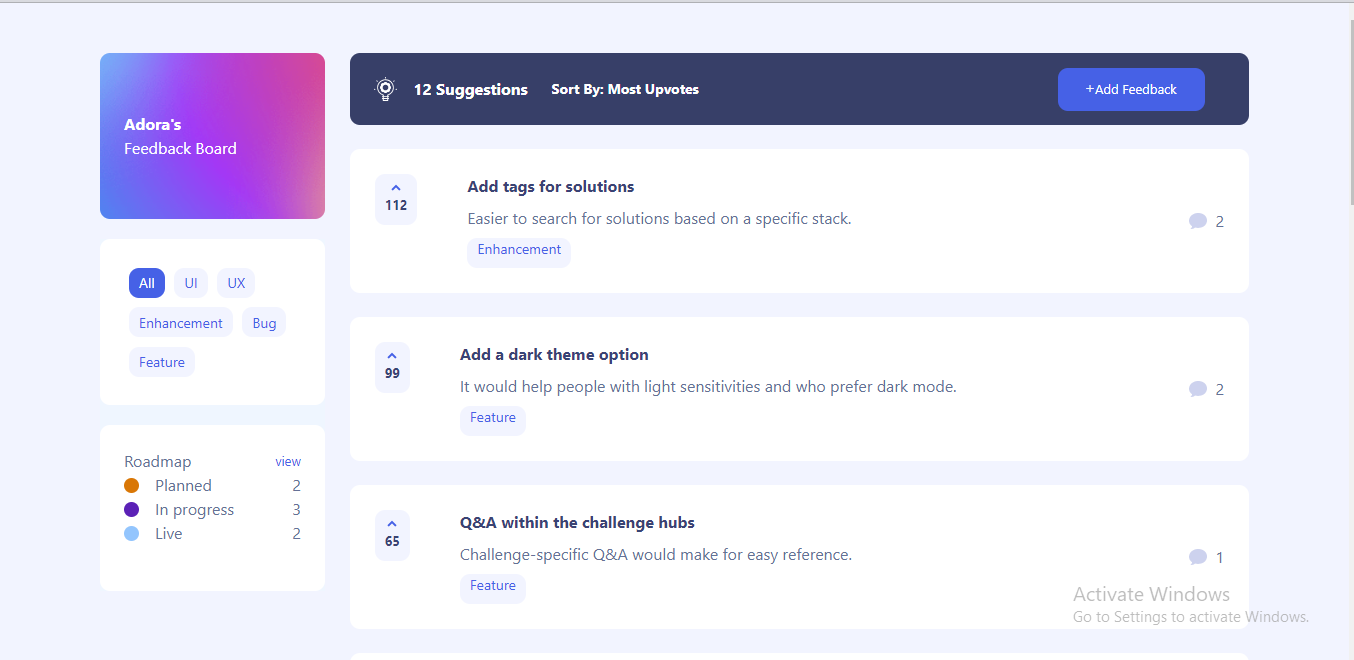 Adora's
Feedback Board
All UI UX
Enhancement Bug
Feature
Roadmap view
Planned 2
In progress 3
Live 2
12 Suggestions Sort By: Most Upvotes +Add Feedback
112
Add tags for solutions
Easier to search for solutions based on a specific stack.
Enhancement
2
99
Add a dark theme option
It would help people with light sensitivities and who prefer dark mode.
Feature
2
65
Q&A within the challenge hubs
Challenge-specific Q&A would make for easy reference.
Feature
1
Activate Windows
Go to Settings to activate Windows.